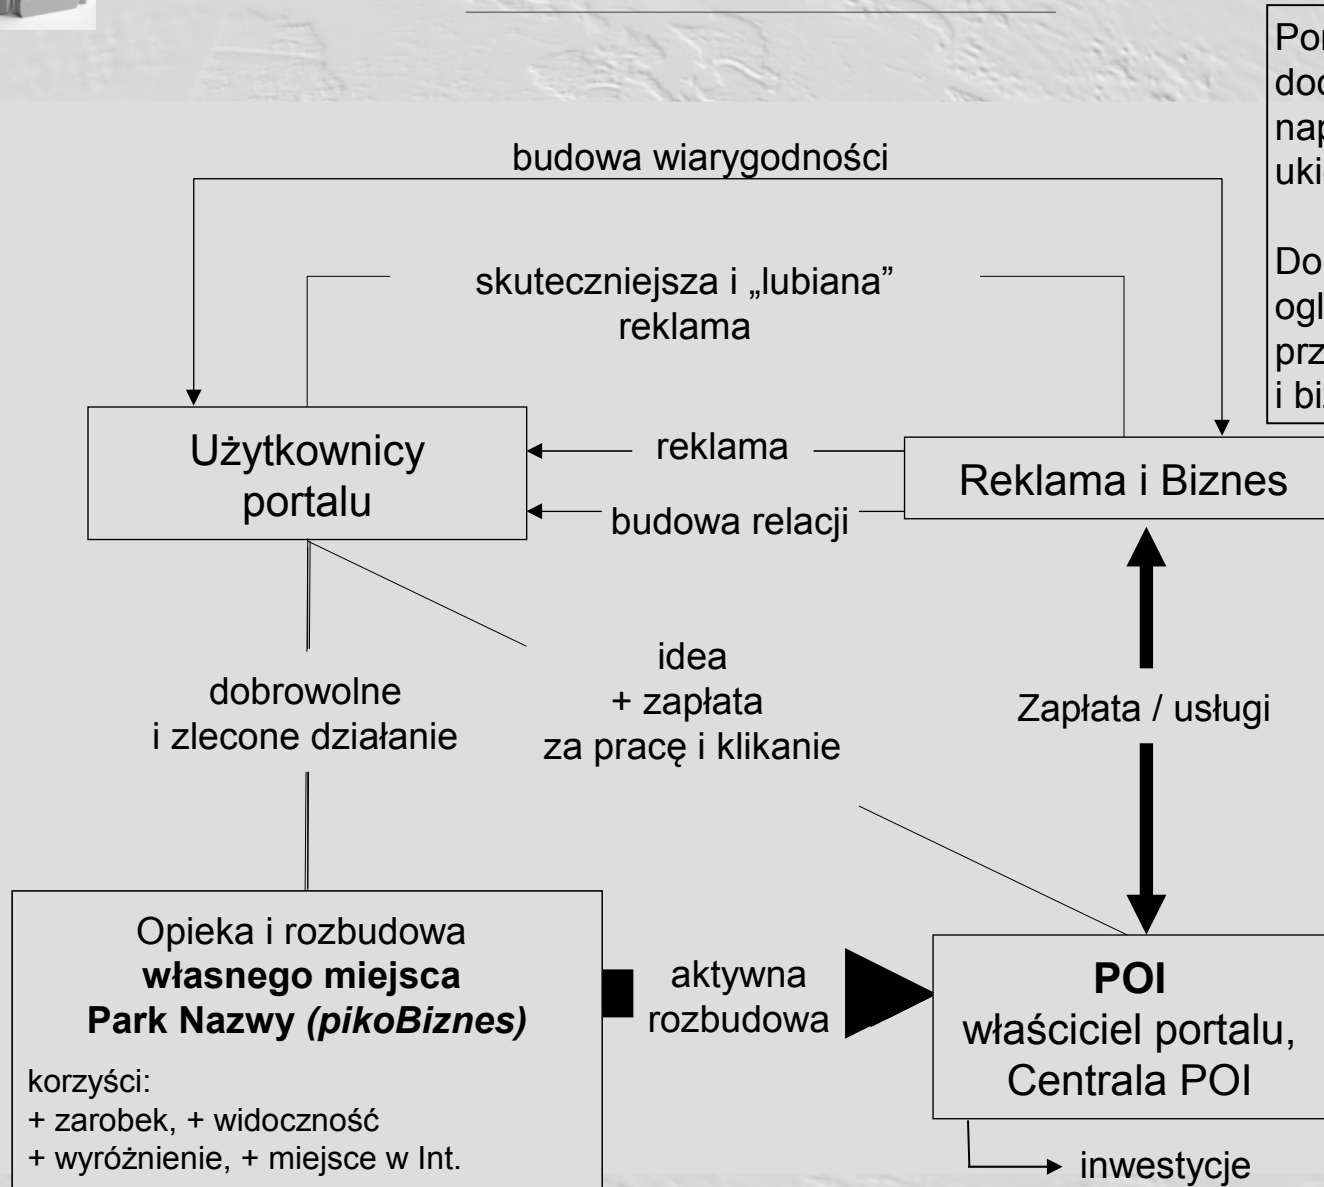 budowa wiarygodności
skuteczniejsza i „lubiana”
reklama
Użytkownicy
portalu
reklama
budowa relacji
Reklama i Biznes
dobrowolne
i zlecone działanie
idea
+ zapłata
za pracę i klikanie
Zapłata / usługi
Opieka i rozbudowa
własnego miejsca
Park Nazwy (pikoBiznes)
korzyści:
+ zarobek, + widoczność
+ wyróżnienie, + miejsce w Int.
aktywna
rozbudowa
POI
właściciel portalu,
Centrala POI
inwestycje
i